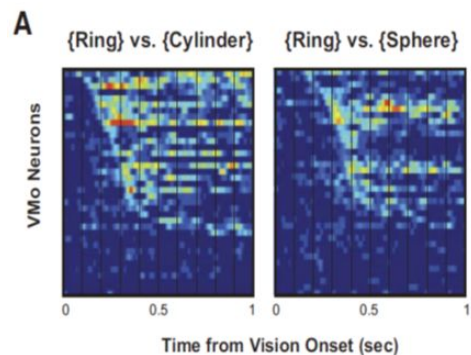 A
{Ring} vs. {Cylinder} {Ring} vs. {Sphere}
VMo Neurons
0 0.5 1 0 0.5 1
Time from Vision Onset (sec)